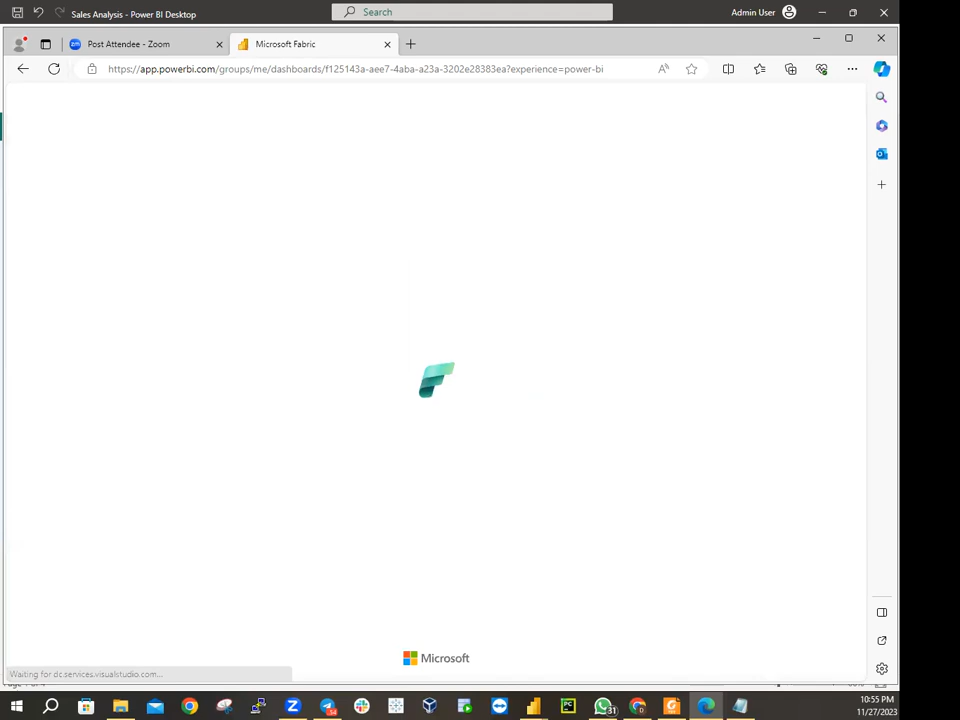 Sales Analysis - Power BI Desktop
Search
Admin User
Post Attendee - Zoom
Microsoft Fabric
https://app.powerbi.com/groups/me/dashboards/f125143a-aee7-4aba-a23a-3202e28383ea?experience=power-bi
Microsoft
Waiting for dc.services.visualstudio.com...
31
10:55 PM
11/27/2023